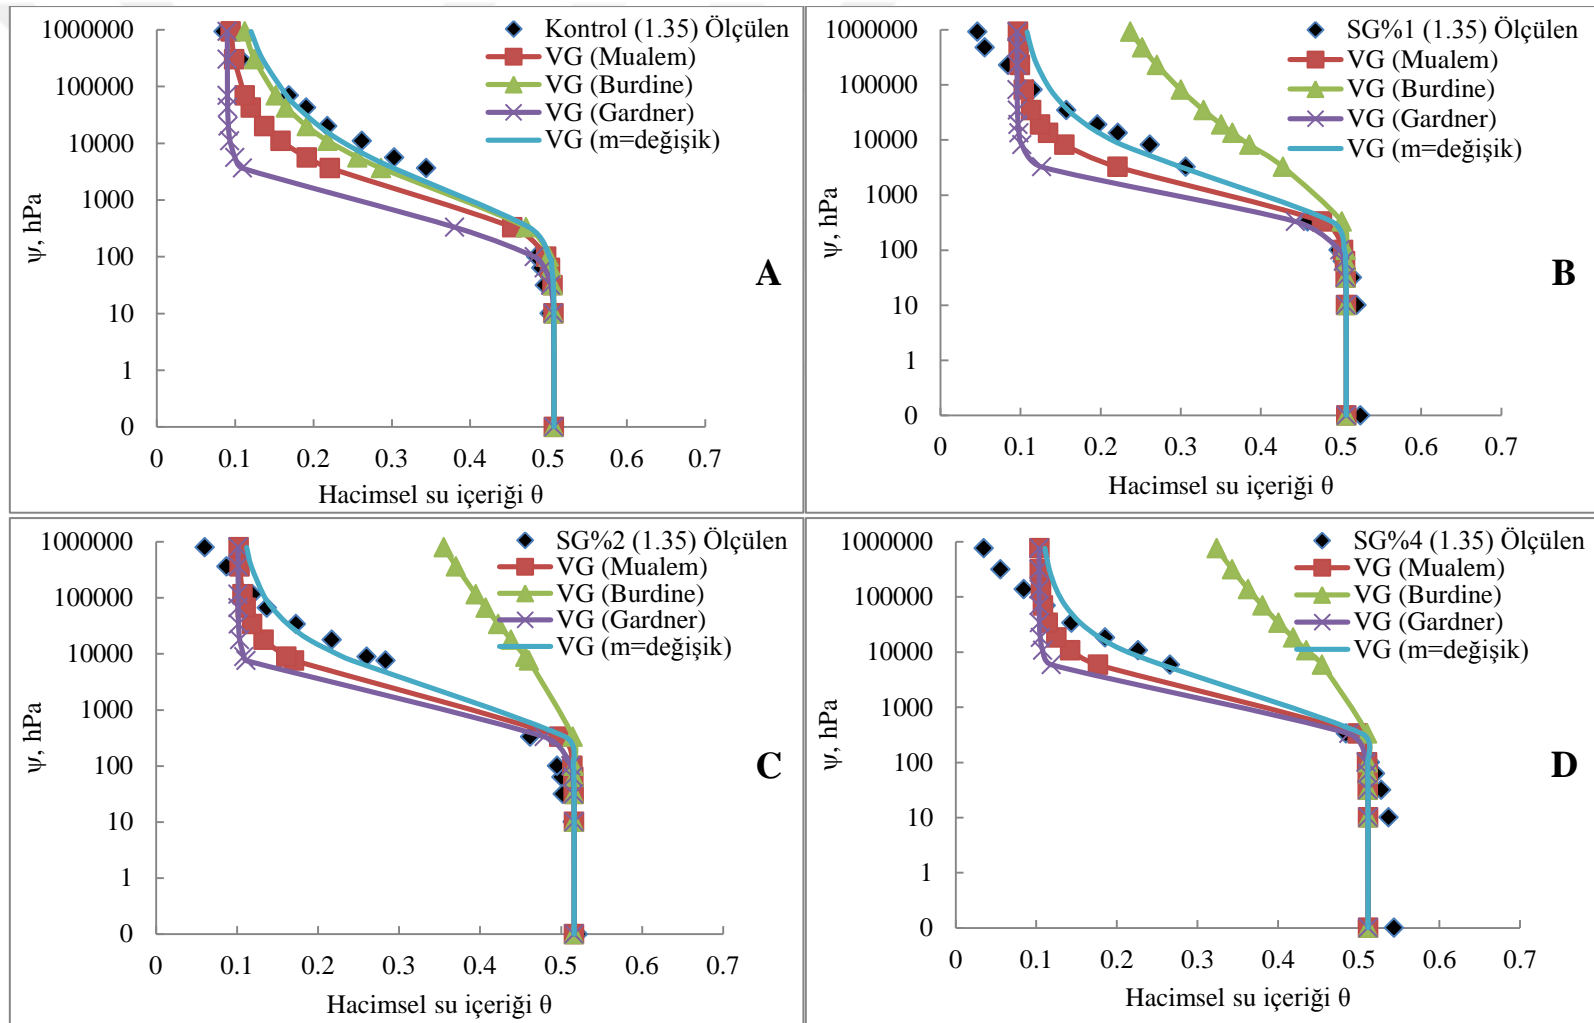 Kontrol (1.35) Ölçülen
VG (Mualem)
VG (Burdine)
VG (Gardner)
VG (m=değişik)
1000000
100000
10000
1000
100
10
1
0
ψ, hPa
A
0 0.1 0.2 0.3 0.4 0.5 0.6 0.7
Hacimsel su içeriği θ
SG%1 (1.35) Ölçülen
VG (Mualem)
VG (Burdine)
VG (Gardner)
VG (m=değişik)
1000000
100000
10000
1000
100
10
1
0
ψ, hPa
B
0 0.1 0.2 0.3 0.4 0.5 0.6 0.7
Hacimsel su içeriği θ
SG%2 (1.35) Ölçülen
VG (Mualem)
VG (Burdine)
VG (Gardner)
VG (m=değişik)
1000000
100000
10000
1000
100
10
1
0
ψ, hPa
C
0 0.1 0.2 0.3 0.4 0.5 0.6 0.7
Hacimsel su içeriği θ
SG%4 (1.35) Ölçülen
VG (Mualem)
VG (Burdine)
VG (Gardner)
VG (m=değişik)
1000000
100000
10000
1000
100
10
1
0
ψ, hPa
D
0 0.1 0.2 0.3 0.4 0.5 0.6 0.7
Hacimsel su içeriği θ